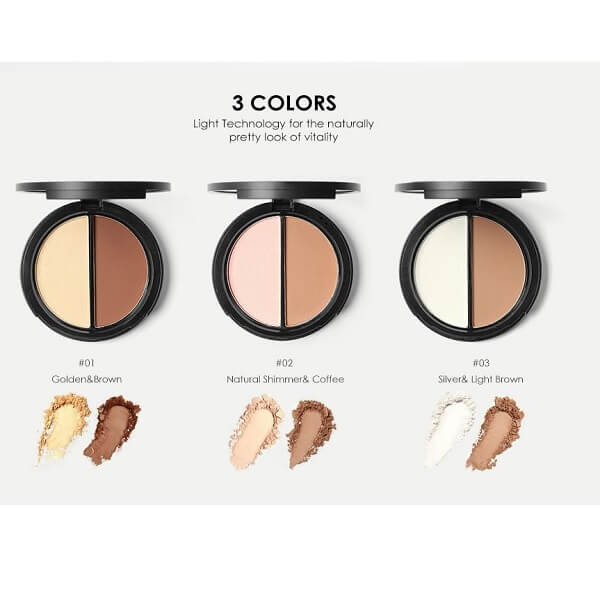 3 COLORS
Light Technology for the naturally
pretty look of vitality
#01
Golden&Brown
#02
Natural Shimmer& Coffee
#03
Silver& Light Brown